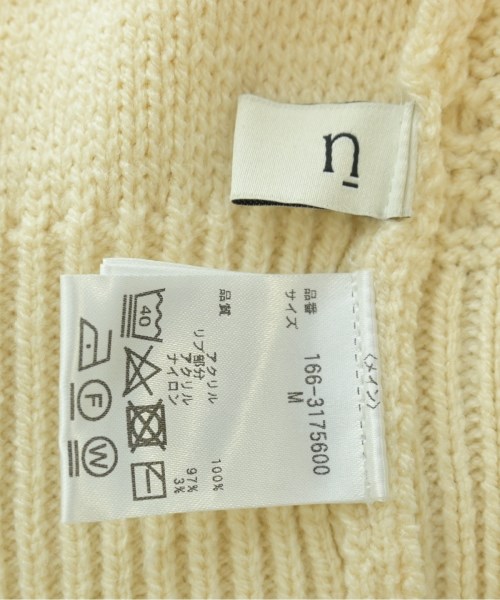 n
〈メイン〉
品番 166-3175600
サイズ M
品質
アクリル 100%
リブ部分
アクリル 97%
ナイロン 3%
40
F
W